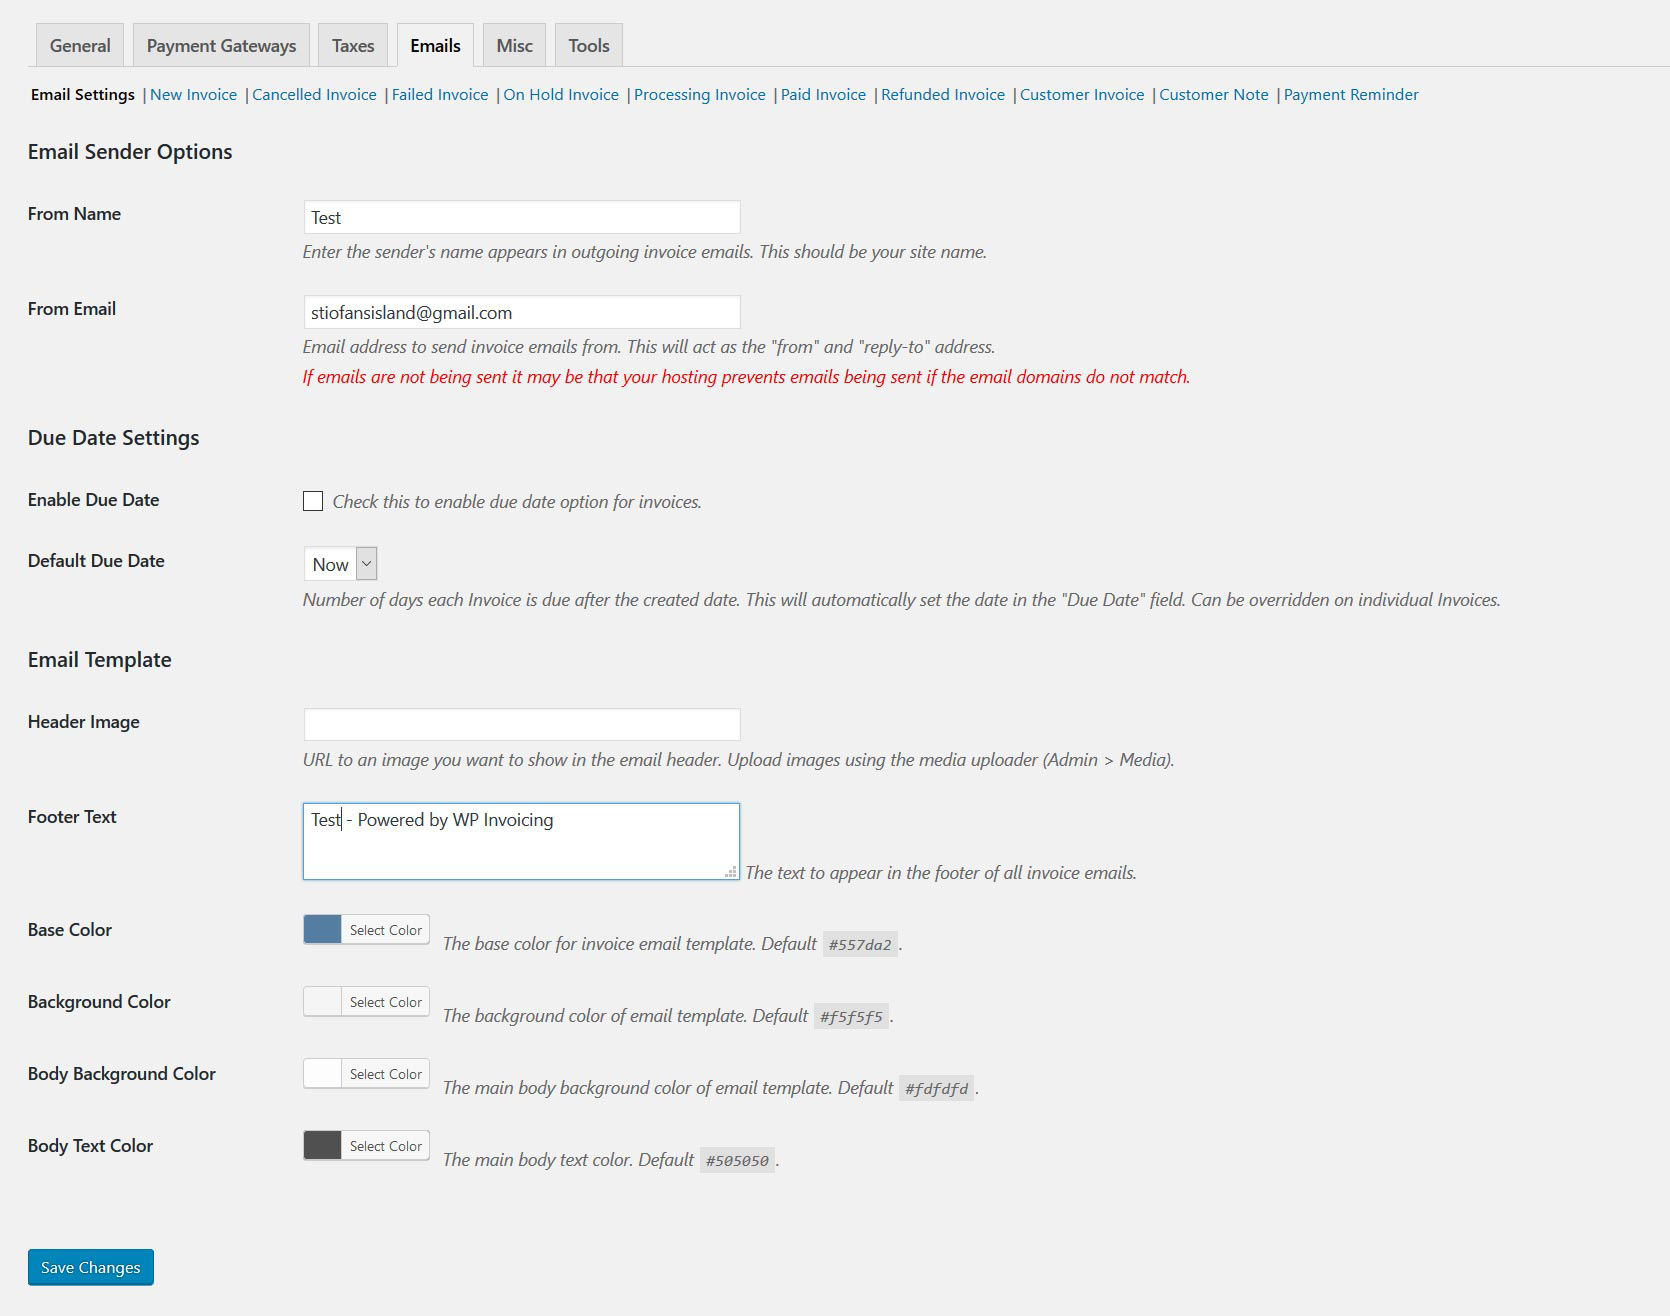 General Payment Gateways Taxes Emails Misc Tools
Email Settings | New Invoice | Cancelled Invoice | Failed Invoice | On Hold Invoice | Processing Invoice | Paid Invoice | Refunded Invoice | Customer Invoice | Customer Note | Payment Reminder
Email Sender Options
From Name
Test
Enter the sender's name appears in outgoing invoice emails. This should be your site name.
From Email
stiofansisland@gmail.com
Email address to send invoice emails from. This will act as the "from" and "reply-to" address.
If emails are not being sent it may be that your hosting prevents emails being sent if the email domains do not match.
Due Date Settings
Enable Due Date
Check this to enable due date option for invoices.
Default Due Date
Now
Number of days each Invoice is due after the created date. This will automatically set the date in the "Due Date" field. Can be overridden on individual Invoices.
Email Template
Header Image
URL to an image you want to show in the email header. Upload images using the media uploader (Admin > Media).
Footer Text
Test - Powered by WP Invoicing
The text to appear in the footer of all invoice emails.
Base Color
Select Color
The base color for invoice email template. Default #557da2.
Background Color
Select Color
The background color of email template. Default #f5f5f5.
Body Background Color
Select Color
The main body background color of email template. Default #fdfdfd.
Body Text Color
Select Color
The main body text color. Default #505050.
Save Changes